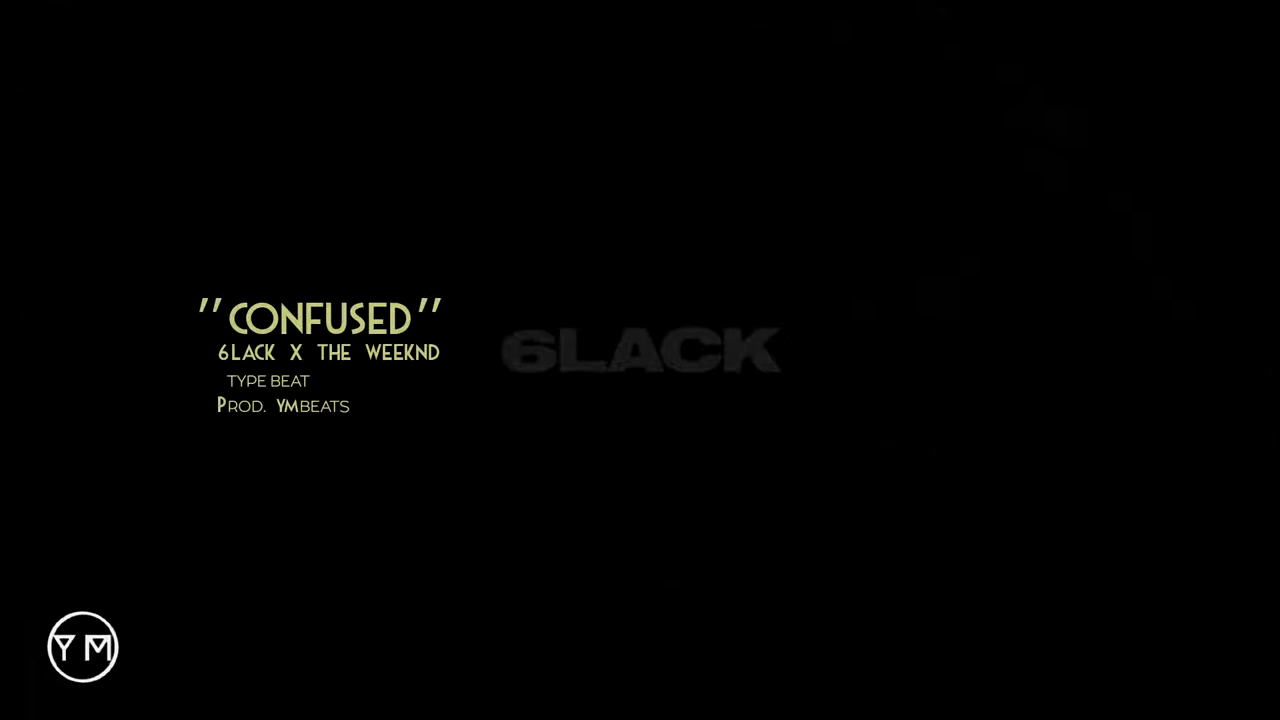 "CONFUSED"
6LACK X THE WEEKND
TYPE BEAT
PROD. YMBEATS
6LACK
YM